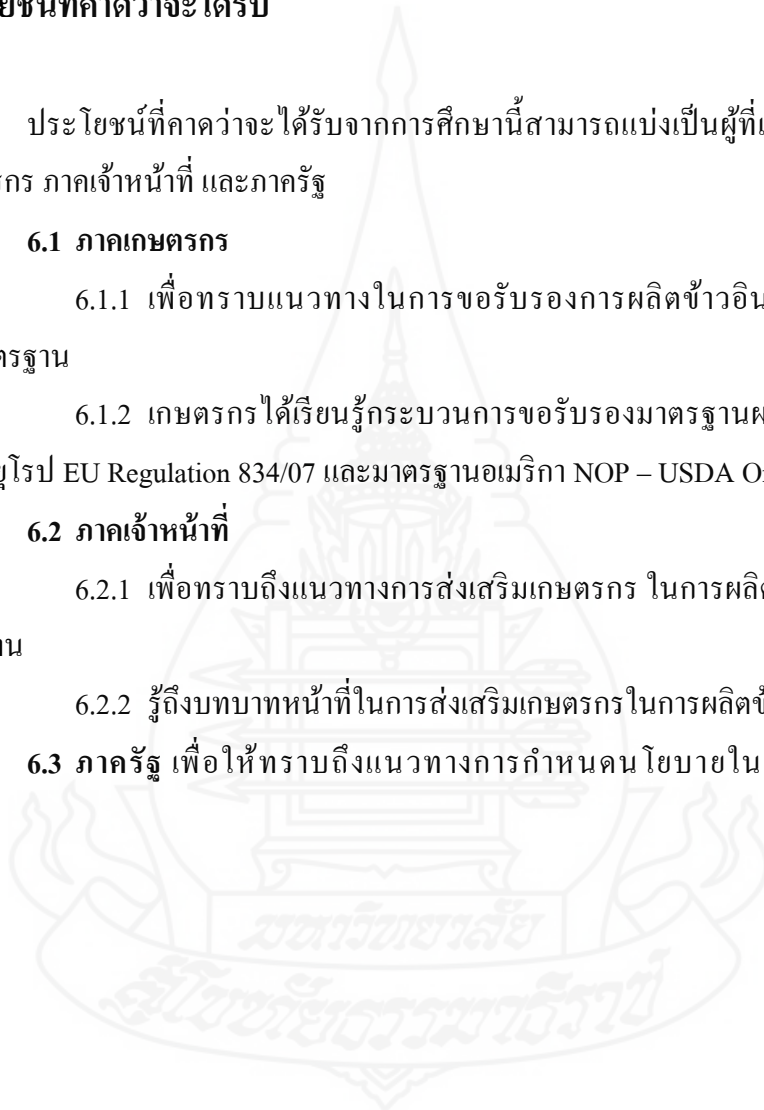 ประโยชน์ที่คาดว่าจะได้รับจากการศึกษานี้สามารถแบ่งเป็นผู้ที่
ภาคเจ้าหน้าที่ และภาครัฐ
6.1 ภาคเกษตรกร
6.1.1 เพื่อทราบแนวทางในการขอรับรองการผลิตข้าวอิน
ตรฐาน
6.1.2 เกษตรกรได้เรียนรู้กระบวนการขอรับรองมาตรฐานผ
ยุโรป EU Regulation 834/07 และมาตรฐานอเมริกา NOP – USDA O
6.2 ภาคเจ้าหน้าที่
6.2.1 เพื่อทราบถึงแนวทางการส่งเสริมเกษตรกร ในการผลิต
าน
6.2.2 รู้ถึงบทบาทหน้าที่ในการส่งเสริมเกษตรกรในการผลิตข้
6.3 ภาครัฐ เพื่อให้ทราบถึงแนวทางการกำหนดนโยบายใน
มหาวิทยาลัย
สุโขทัยธรรมาธิราช